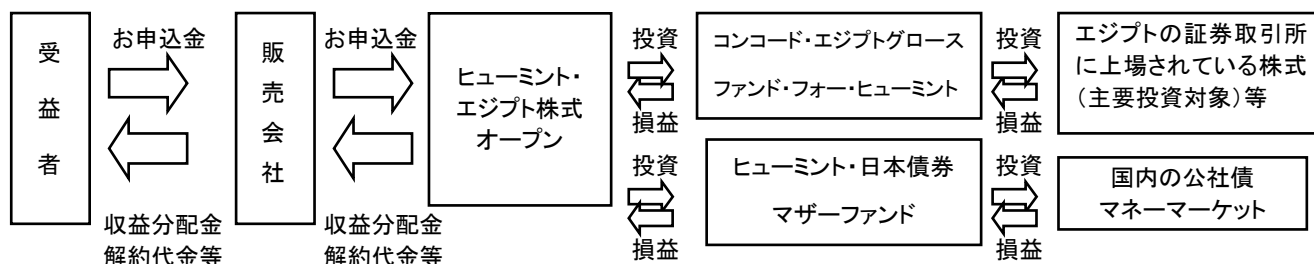 受益者
お申込金
収益分配金
解約代金等
販売会社
お申込金
収益分配金
解約代金等
ヒューミント・
エジプト株式
オープン
投資
損益
投資
損益
コンコード・エジプトグロース
ファンド・フォー・ヒューミント
ヒューミント・日本債券
マザーファンド
投資
損益
投資
損益
エジプトの証券取引所
に上場されている株式
（主要投資対象）等
国内の公社債
マネーマーケット